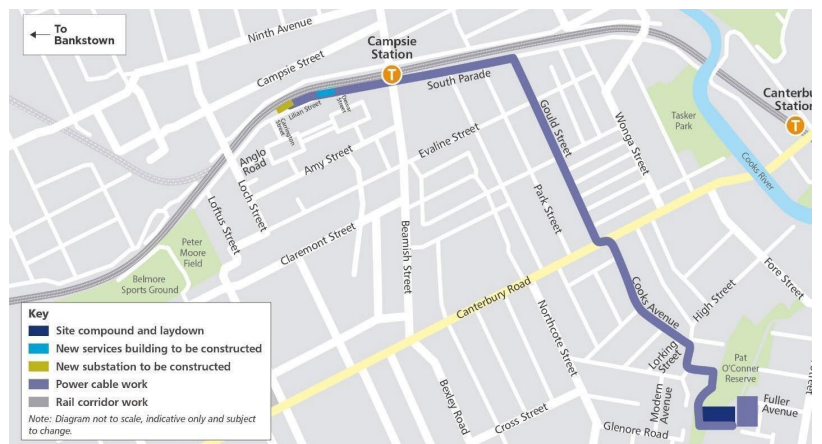 To
Bankstown
Ninth Avenue
Campsie Street
Campsie
Station
T
South Parade
Canterbu
Station
T
Tasker
Park
Cooks River
Lilian Street
Carrington
Street
Dewar
Street
Gould Street
Wonga Street
Evaline Street
Anglo
Road
Amy Street
Loch Street
Loftus Street
Park Street
Beamish Street
Claremont Street
Peter
Moore
Field
Belmore
Sports Ground
Canterbury Road
Fore Street
High Street
Cooks Avenue
Northcote Street
Lorking
Street
Pat
O'Conner
Reserve
Modern
Avenue
Bexley Road
Cross Street
Glenore Road
Fuller
Avenue
Key
Site compound and laydown
New services building to be constructed
New substation to be constructed
Power cable work
Rail corridor work
Note: Diagram not to scale, indicative only and subject
to change.